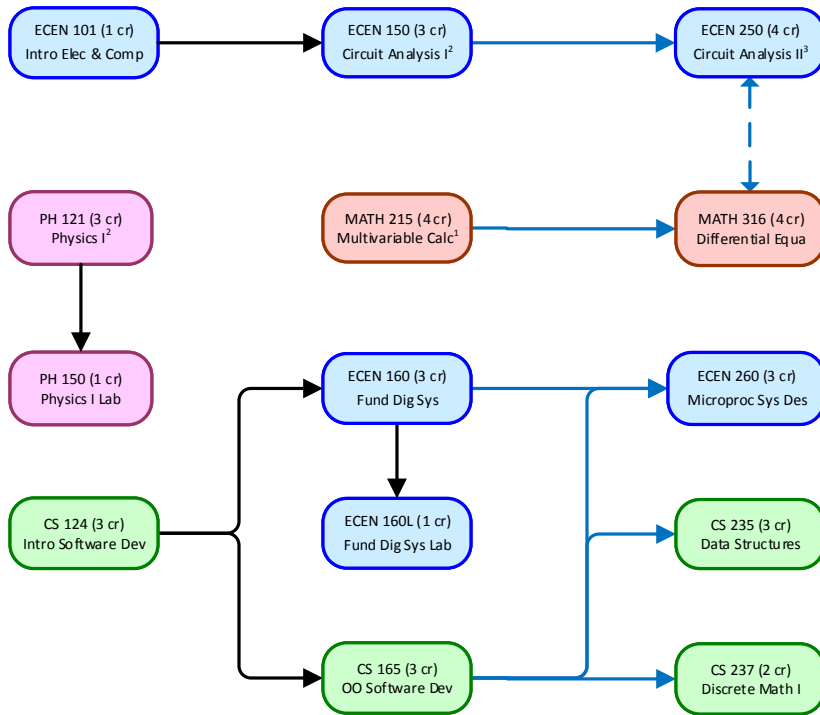 ECEN 101 (1 cr)
Intro Elec & Comp
ECEN 150 (3 cr)
Circuit Analysis I²
ECEN 250 (4 cr)
Circuit Analysis II³
PH 121 (3 cr)
Physics I²
MATH 215 (4 cr)
Multivariable Calc¹
MATH 316 (4 cr)
Differential Equa
PH 150 (1 cr)
Physics I Lab
ECEN 160 (3 cr)
Fund Dig Sys
ECEN 260 (3 cr)
Microproc Sys Des
CS 124 (3 cr)
Intro Software Dev
ECEN 160L (1 cr)
Fund Dig Sys Lab
CS 235 (3 cr)
Data Structures
CS 165 (3 cr)
OO Software Dev
CS 237 (2 cr)
Discrete Math I